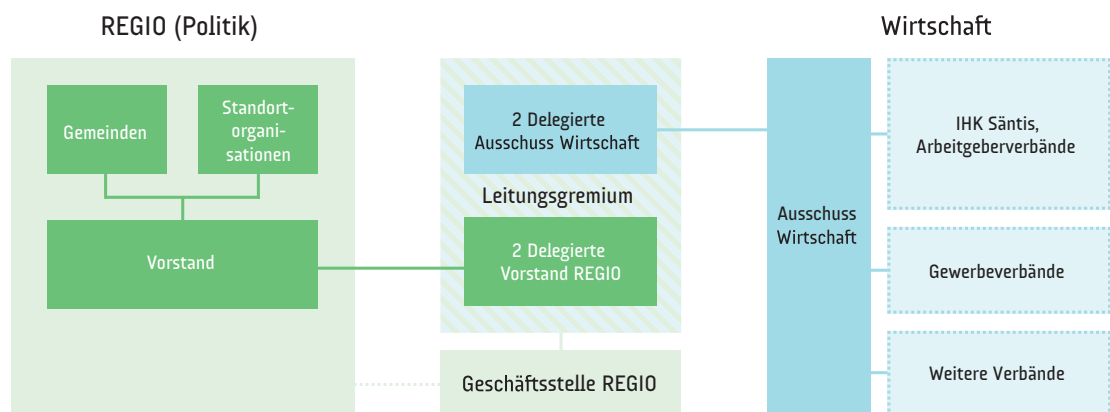 REGIO (Politik)
Gemeinden
Standort-
organi-
sationen
Vorstand
2 Delegierte
Ausschuss Wirtschaft
Leitungsgremium
2 Delegierte
Vorstand REGIO
Geschäftsstelle REGIO
Wirtschaft
Ausschuss
Wirtschaft
IHK Säntis,
Arbeitgeberverbände
Gewerbeverbände
Weitere Verbände